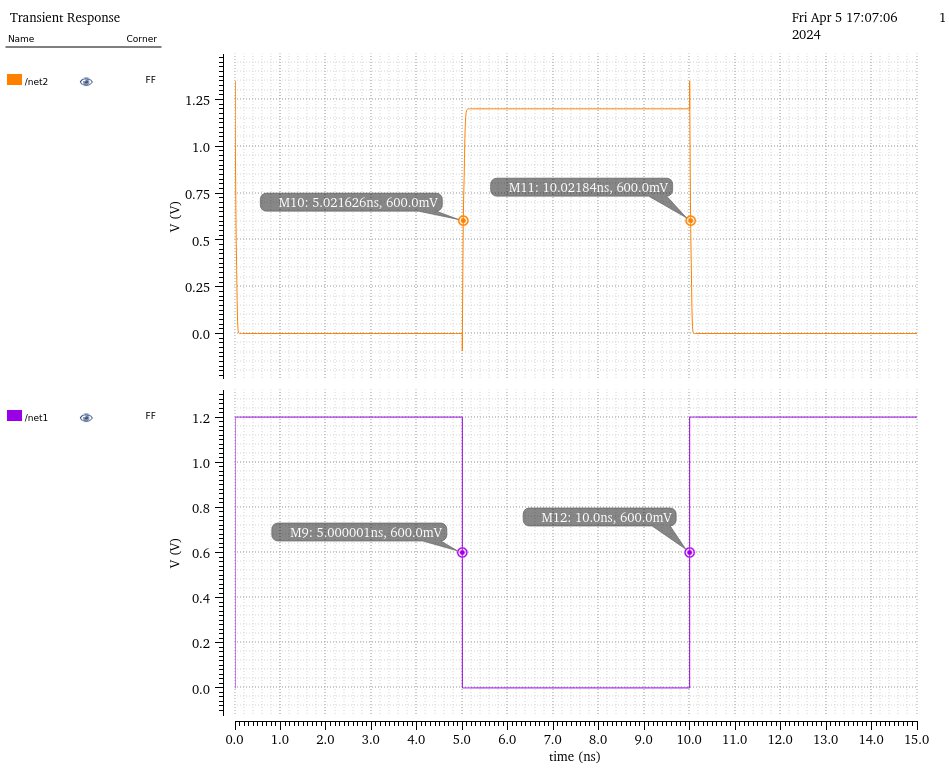 Transient Response
Fri Apr 5 17:07:06 1
2024
Name Corner
/net2 FF
1.25
1.0
0.75
0.5
0.25
0.0
V (V)
M10: 5.021626ns, 600.0mV
M11: 10.02184ns, 600.0mV
/net1 FF
1.2
1.0
0.8
0.6
0.4
0.2
0.0
V (V)
M9: 5.000001ns, 600.0mV
M12: 10.0ns, 600.0mV
0.0 1.0 2.0 3.0 4.0 5.0 6.0 7.0 8.0 9.0 10.0 11.0 12.0 13.0 14.0 15.0
time (ns)